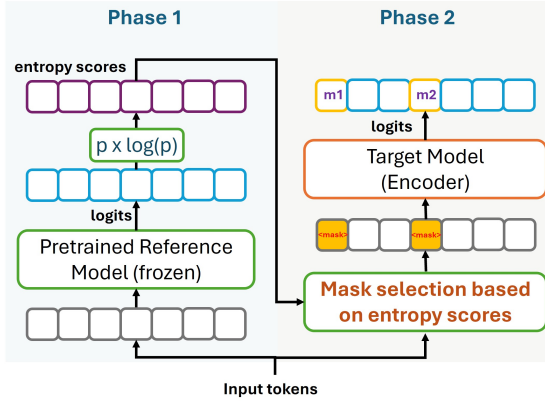 Phase 1
Phase 2
entropy scores
p x log(p)
logits
Pretrained Reference
Model (frozen)
m1
m2
logits
Target Model
(Encoder)
<mask>
<mask>
Mask selection based
on entropy scores
Input tokens